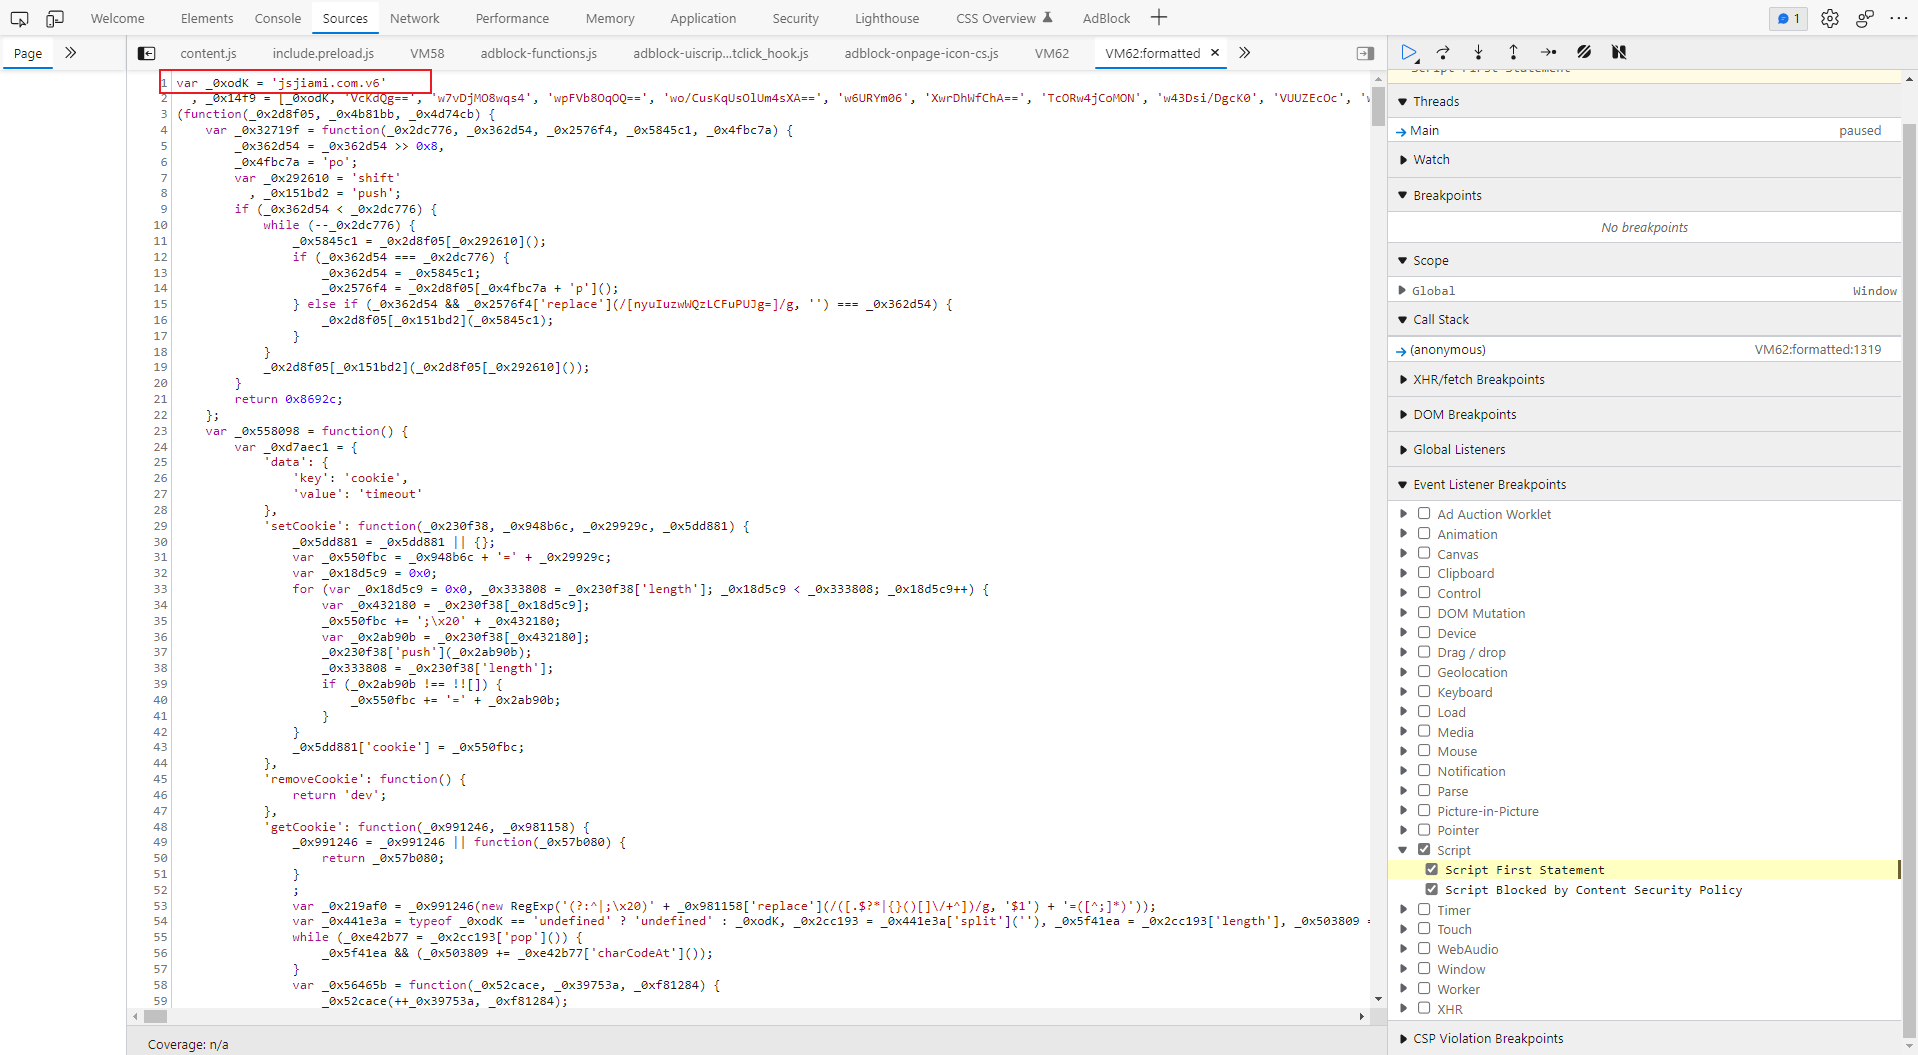 Welcome Elements Console Sources Network Performance Memory Application Security Lighthouse CSS Overview AdBlock 1
Page content.js include.preload.js VM58 adblock-functions.js adblock-uiscrip…tclick_hook.js adblock-onpage-icon-cs.js VM62 VM62:formatted
1 var _0xodK = 'jsjiami.com.v6'
2 , _0x14f9 = [_0xodK, 'VcKdQg==', 'w7vDjMO8wqs4', 'wpFVb8OqOQ==', 'wo/CusKqUsOlUm4sXA==', 'w6URYm06', 'XwrDhWfChA==', 'TcORw4jCoMON', 'w43Dsi/DgcK0', 'VUUZEcOc',
3 (function(_0x2d8f05, _0x4b81bb, _0x4d74cb) {
4 var _0x32719f = function(_0x2dc776, _0x362d54, _0x2576f4, _0x5845c1, _0x4fbc7a) {
5 _0x362d54 = _0x362d54 >> 0x8,
6 _0x4fbc7a = 'po';
7 var _0x292610 = 'shift'
8 , _0x151bd2 = 'push';
9 if (_0x362d54 < _0x2dc776) {
10 while (--_0x2dc776) {
11 _0x5845c1 = _0x2d8f05[_0x292610]();
12 if (_0x362d54 === _0x2dc776) {
13 _0x362d54 = _0x5845c1;
14 _0x2576f4 = _0x2d8f05[_0x4fbc7a + 'p']();
15 } else if (_0x362d54 && _0x2576f4['replace'](/[nyuIuzwWQzLCFuPUJg=]/g, '') === _0x362d54) {
16 _0x2d8f05[_0x151bd2](_0x5845c1);
17 }
18 }
19 _0x2d8f05[_0x151bd2](_0x2d8f05[_0x292610]());
20 }
21 return 0x8692c;
22 };
23 var _0x558098 = function() {
24 var _0xd7aec1 = {
25 'data': {
26 'key': 'cookie',
27 'value': 'timeout'
28 },
29 'setCookie': function(_0x230f38, _0x948b6c, _0x29929c, _0x5dd881) {
30 _0x5dd881 = _0x5dd881 || {};
31 var _0x550fbc = _0x948b6c + '=' + _0x29929c;
32 var _0x18d5c9 = 0x0;
33 for (var _0x18d5c9 = 0x0, _0x333808 = _0x230f38['length']; _0x18d5c9 < _0x333808; _0x18d5c9++) {
34 var _0x432180 = _0x230f38[_0x18d5c9];
35 _0x550fbc += ';\x20' + _0x432180;
36 var _0x2ab90b = _0x230f38[_0x432180];
37 _0x230f38['push'](_0x2ab90b);
38 _0x333808 = _0x230f38['length'];
39 if (_0x2ab90b !== !![]) {
40 _0x550fbc += '=' + _0x2ab90b;
41 }
42 }
43 _0x5dd881['cookie'] = _0x550fbc;
44 },
45 'removeCookie': function() {
46 return 'dev';
47 },
48 'getCookie': function(_0x991246, _0x981158) {
49 _0x991246 = _0x991246 || function(_0x57b080) {
50 return _0x57b080;
51 }
52 ;
53 var _0x219af0 = _0x991246(new RegExp('(?:^|;\x20)' + _0x981158['replace'](/([.$?*|{}()[]\/+^])/g, '$1') + '=([^;]*)'));
54 var _0x441e3a = typeof _0xodK == 'undefined' ? 'undefined' : _0xodK, _0x2cc193 = _0x441e3a['split'](''), _0x5f41ea = _0x2cc193['length'], _0x503809 =
55 while (_0xe42b77 = _0x2cc193['pop']()) {
56 _0x5f41ea && (_0x503809 += _0xe42b77['charCodeAt']());
57 }
58 var _0x56465b = function(_0x52cace, _0x39753a, _0xf81284) {
59 _0x52cace(++_0x39753a, _0xf81284);
Coverage: n/a
Script First Statement
Threads
Main paused
Watch
Breakpoints
No breakpoints
Scope
Global Window
Call Stack
(anonymous) VM62:formatted:1319
XHR/fetch Breakpoints
DOM Breakpoints
Global Listeners
Event Listener Breakpoints
Ad Auction Worklet
Animation
Canvas
Clipboard
Control
DOM Mutation
Device
Drag / drop
Geolocation
Keyboard
Load
Media
Mouse
Notification
Parse
Picture-in-Picture
Pointer
Script
Script First Statement
Script Blocked by Content Security Policy
Timer
Touch
WebAudio
Window
Worker
XHR
CSP Violation Breakpoints